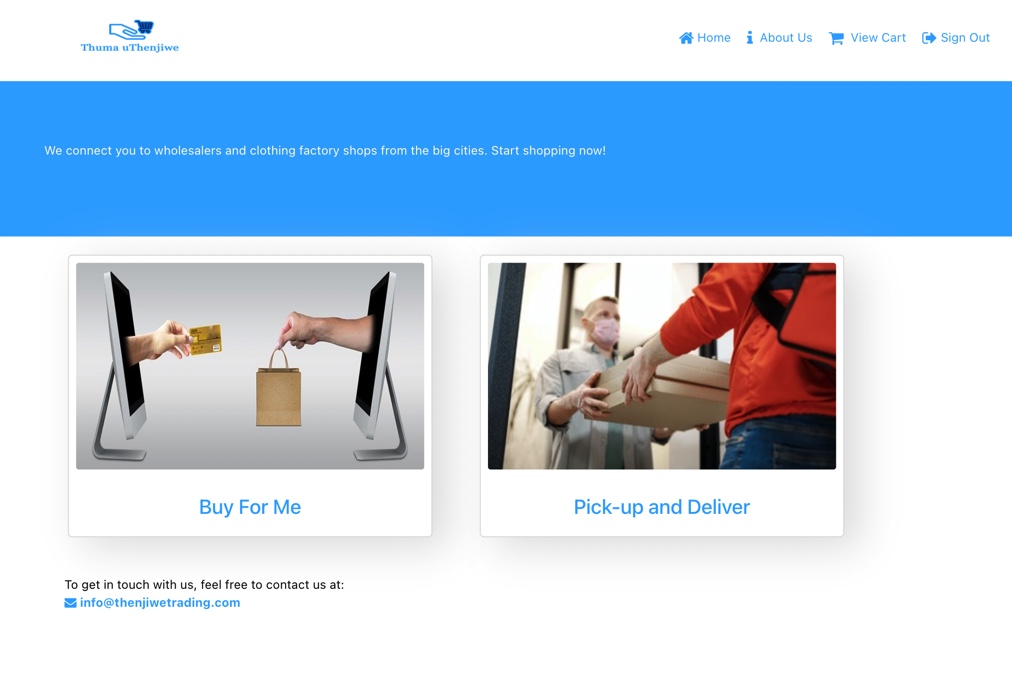 Thuma uThenjiwe
Home
About Us
View Cart
Sign Out
We connect you to wholesalers and clothing factory shops from the big cities. Start shopping now!
Buy For Me
Pick-up and Deliver
To get in touch with us, feel free to contact us at:
info@thenjiwetrading.com